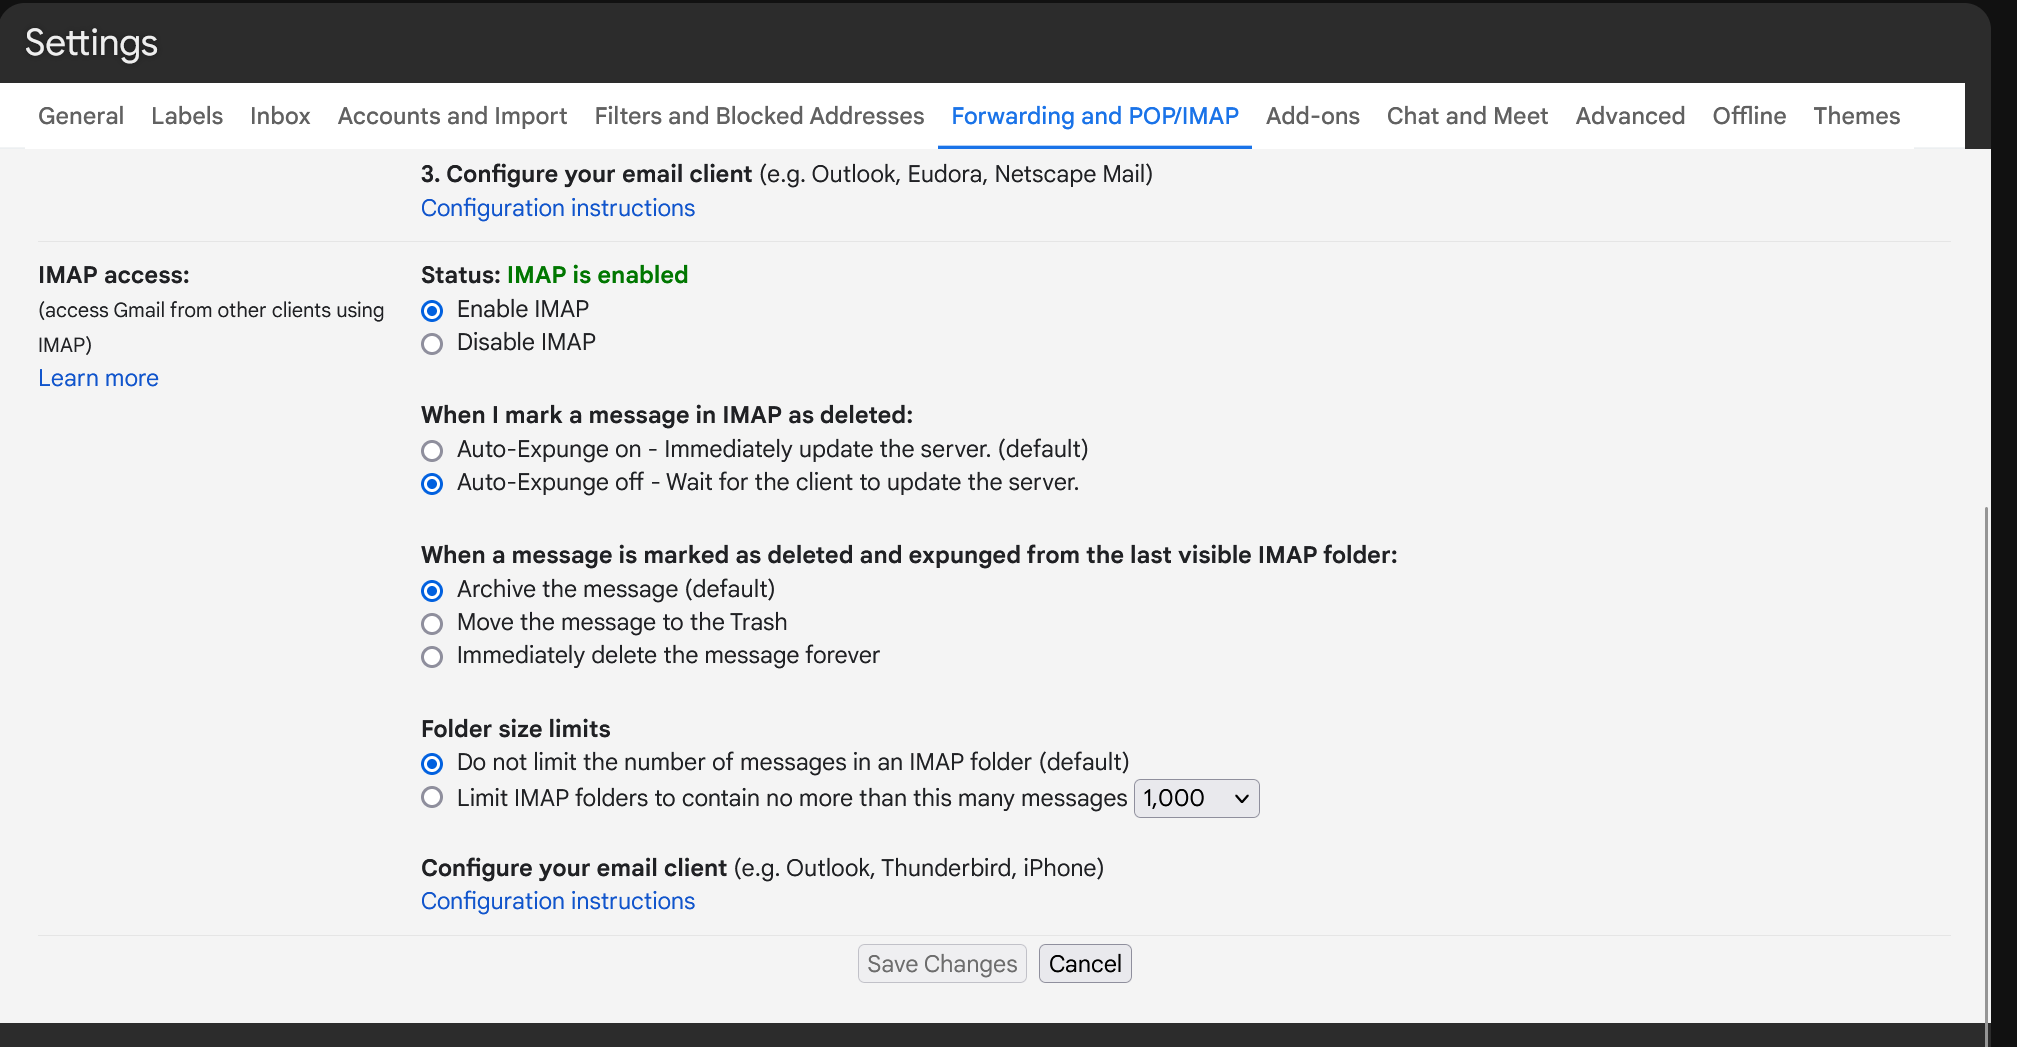 Settings
General Labels Inbox Accounts and Import Filters and Blocked Addresses Forwarding and POP/IMAP Add-ons Chat and Meet Advanced Offline Themes
3. Configure your email client (e.g. Outlook, Eudora, Netscape Mail)
Configuration instructions
IMAP access:
(access Gmail from other clients using
IMAP)
Learn more
Status: IMAP is enabled
Enable IMAP
Disable IMAP
When I mark a message in IMAP as deleted:
Auto-Expunge on - Immediately update the server. (default)
Auto-Expunge off - Wait for the client to update the server.
When a message is marked as deleted and expunged from the last visible IMAP folder:
Archive the message (default)
Move the message to the Trash
Immediately delete the message forever
Folder size limits
Do not limit the number of messages in an IMAP folder (default)
Limit IMAP folders to contain no more than this many messages 1,000
Configure your email client (e.g. Outlook, Thunderbird, iPhone)
Configuration instructions
Save Changes Cancel